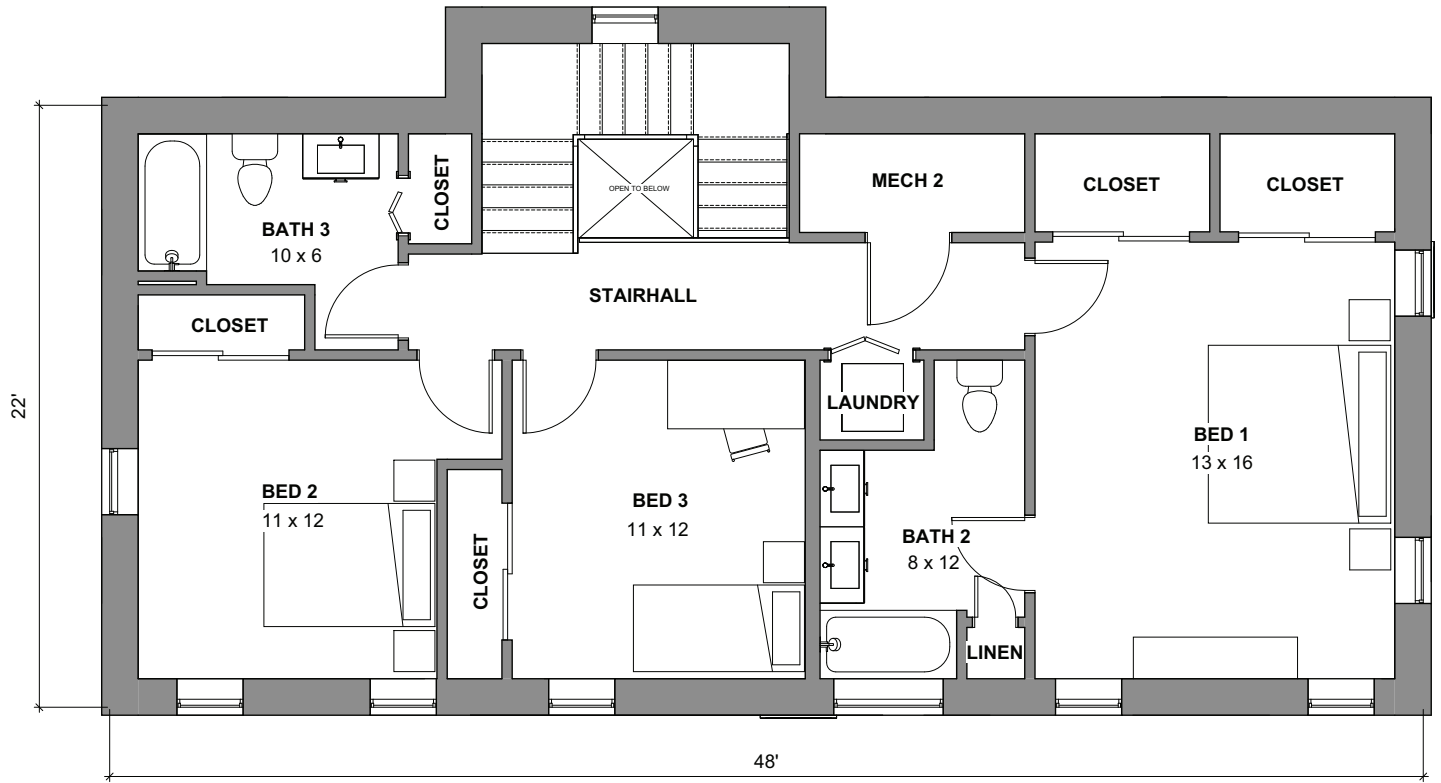 OPEN TO BELOW
MECH 2
CLOSET
CLOSET
CLOSET
BATH 3
10 x 6
STAIRHALL
CLOSET
22'
LAUNDRY
BED 1
13 x 16
BED 2
11 x 12
BED 3
11 x 12
BATH 2
8 x 12
CLOSET
LINEN
48'